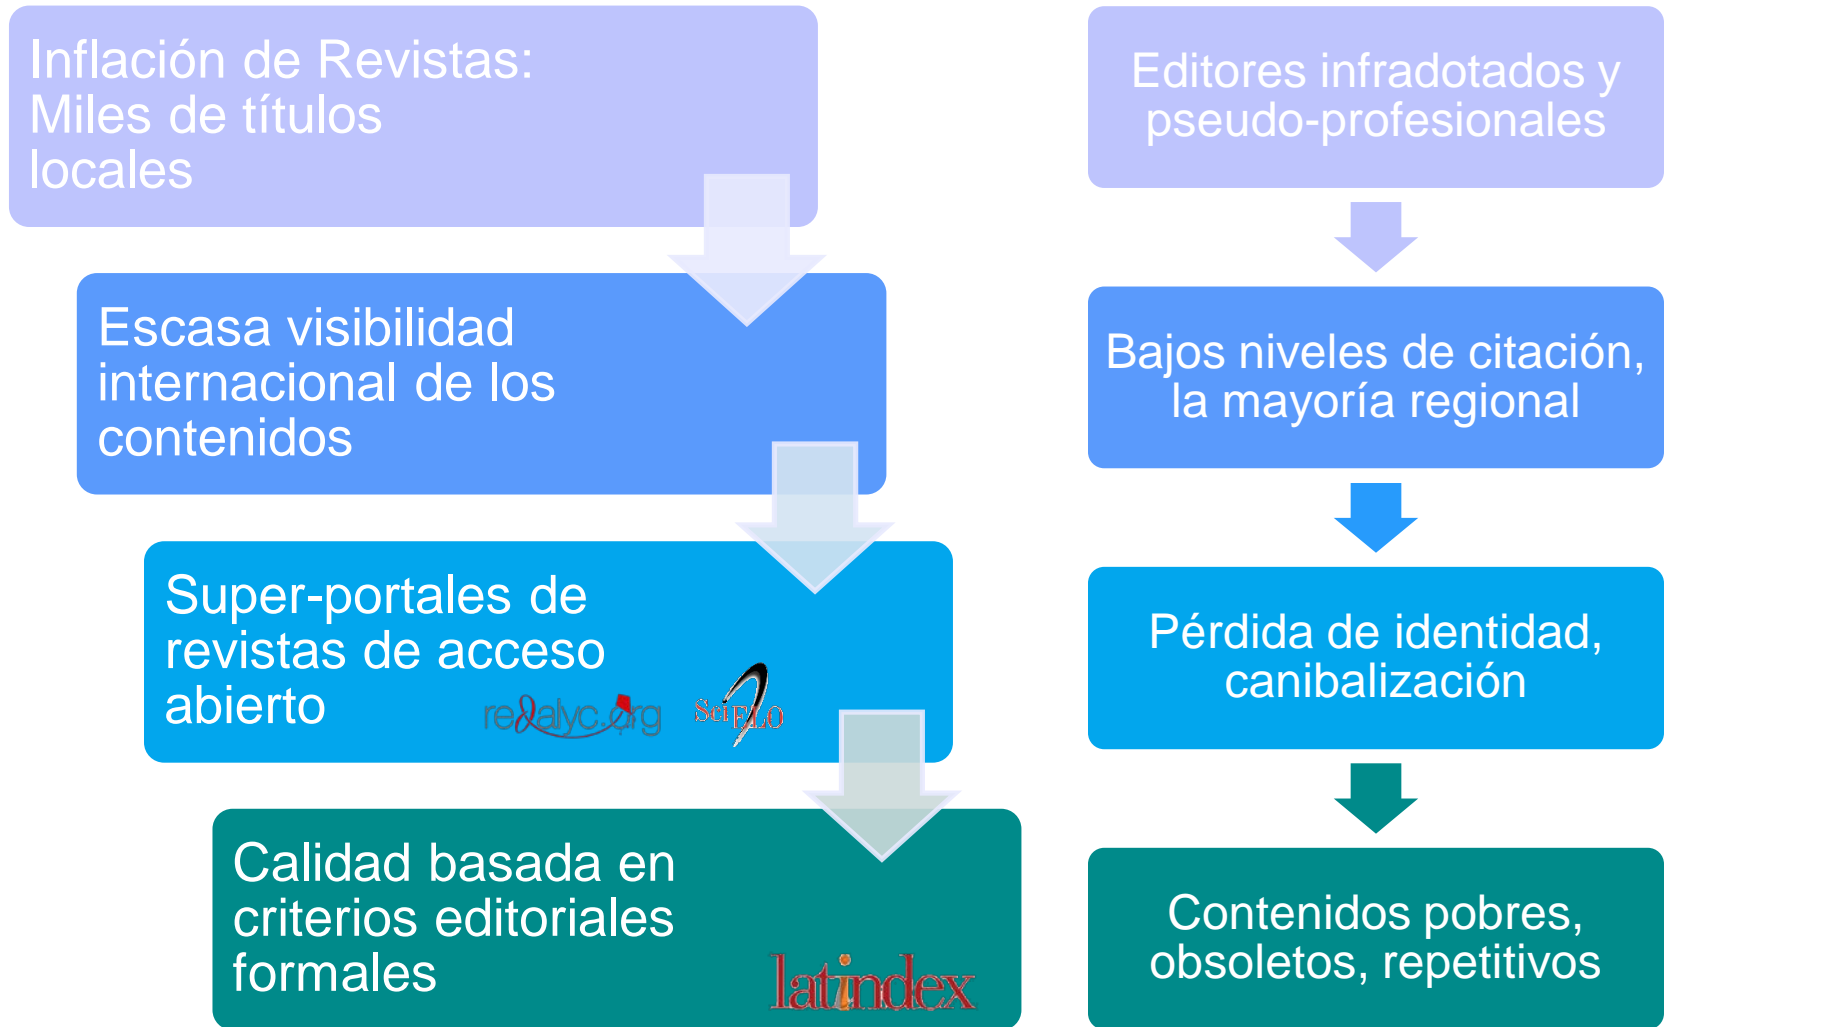 Inflación de Revistas:
Miles de títulos
locales
Escasa visibilidad
internacional de los
contenidos
Super-portales de
revistas de acceso
abierto
redalyc.org
SciELO
Calidad basada en
criterios editoriales
formales
latindex
Editores infradotados y
pseudo-profesionales
Bajos niveles de citación,
la mayoría regional
Pérdida de identidad,
canibalización
Contenidos pobres,
obsoletos, repetitivos